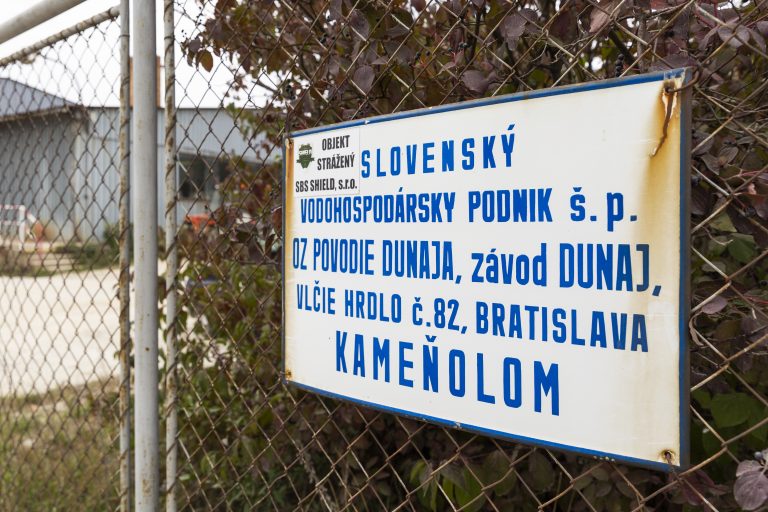 OBJEKT
STRÁŽENÝ
SBS SHIELD, s.r.o.
SLOVENSKÝ
VODOHOSPODÁRSKY PODNIK š.p.
OZ POVODIE DUNAJA, závod DUNAJ,
VLČIE HRDLO č.82, BRATISLAVA
KAMEŇOLOM